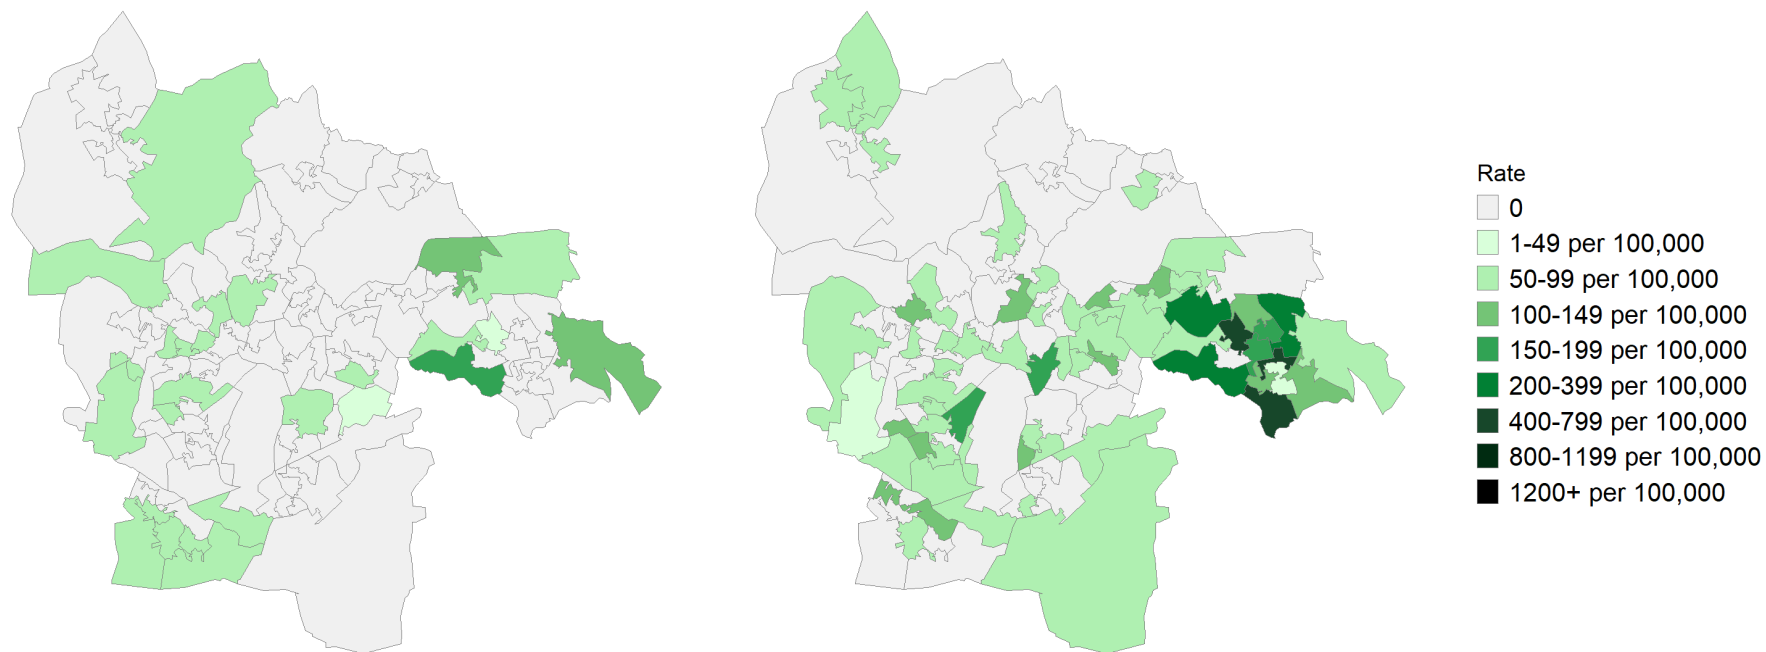 Rate
0
1-49 per 100,000
50-99 per 100,000
100-149 per 100,000
150-199 per 100,000
200-399 per 100,000
400-799 per 100,000
800-1199 per 100,000
1200+ per 100,000